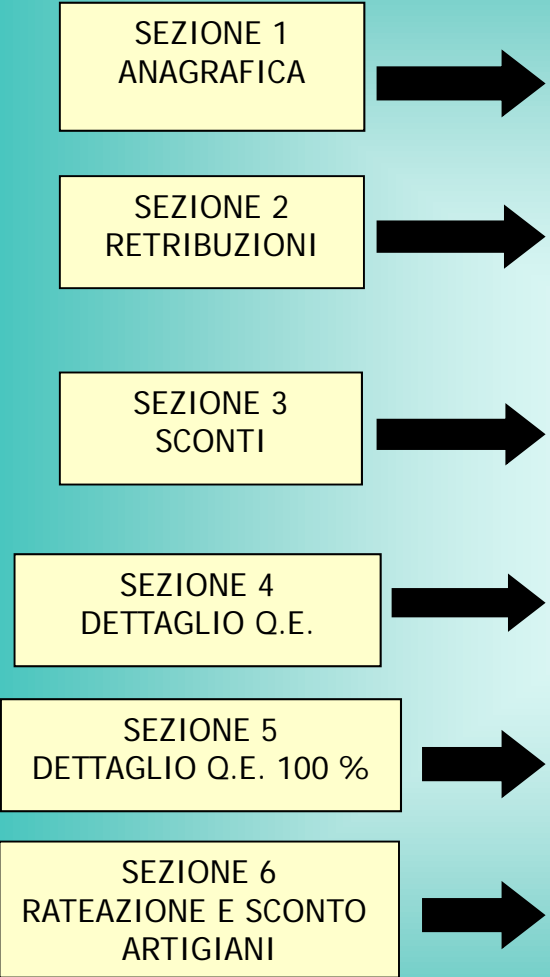 SEZIONE 1
ANAGRAFICA
SEZIONE 2
RETRIBUZIONI
SEZIONE 3
SCONTI
SEZIONE 4
DETTAGLIO Q.E.
SEZIONE 5
DETTAGLIO Q.E. 100 %
SEZIONE 6
RATEAZIONE E SCONTO
ARTIGIANI